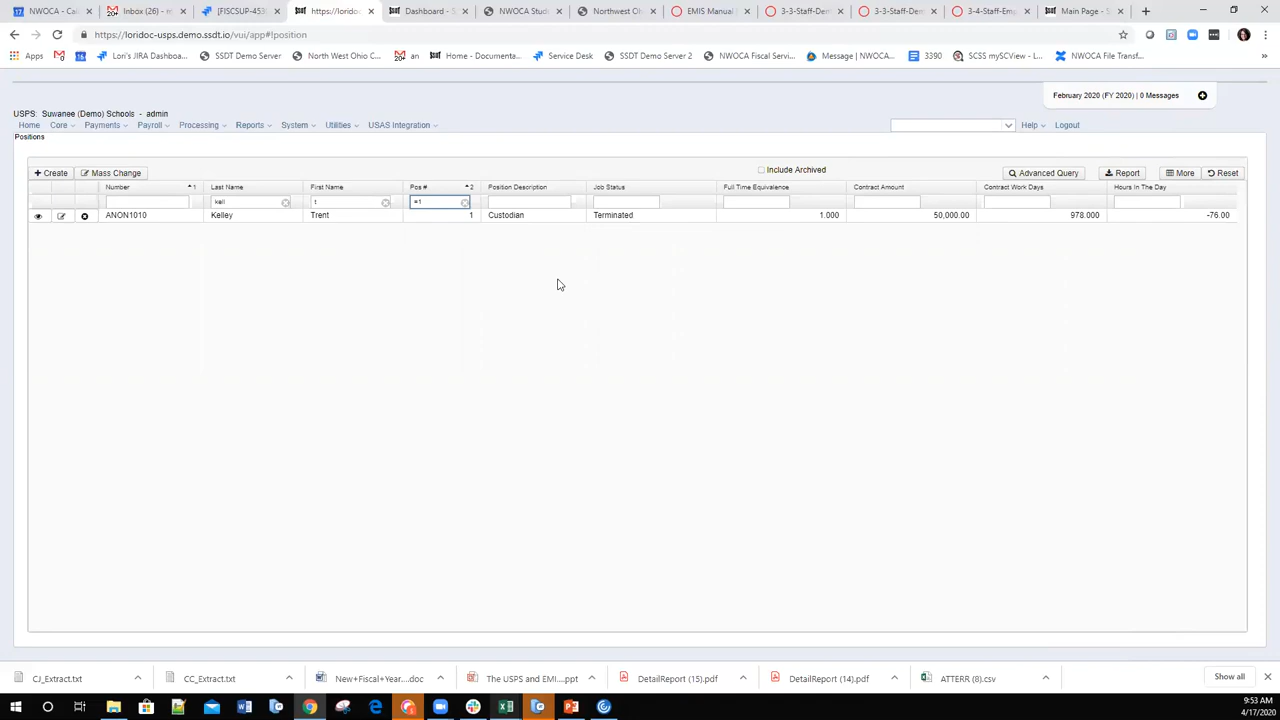 NWOCA - Cal
Inbox (26) - m
[FISCSUP-453
https://loridoc
Dashboard - S
NWOCA Stud
Northwest Ohi
EMIS Manual
3-3-Staff-Den
3-3-Staff-Dem
3-4-Staff-Emp
Main Page - S
https://loridoc-usps.demo.ssdt.io/vui/app#!position
Apps
an
Lori's JIRA Dashboa...
SSDT Demo Server
North West Ohio C...
Home - Documenta...
Service Desk
SSDT Demo Server 2
NWOCA Fiscal Servi...
Message | NWOCA...
3390
SCSS mySCView - L...
NWOCA File Transf...
February 2020 (FY 2020) | 0 Messages
USPS: Suwanee (Demo) Schools - admin
Home Core Payments Payroll Processing Reports System Utilities USAS Integration Help Logout
Positions
Create Mass Change Include Archived Advanced Query Report More Reset
Number 1 Last Name First Name Pos # 2 Position Description Job Status Full Time Equivalence Contract Amount Contract Work Days Hours In The Day
kell t =1
ANON1010 Kelley Trent 1 Custodian Terminated 1.000 50,000.00 978.000 -76.00
CJ_Extract.txt
CC_Extract.txt
New+Fiscal+Year....doc
The USPS and EMI....ppt
DetailReport (15).pdf
DetailReport (14).pdf
ATTERR (8).csv
Show all
9:53 AM
4/17/2020